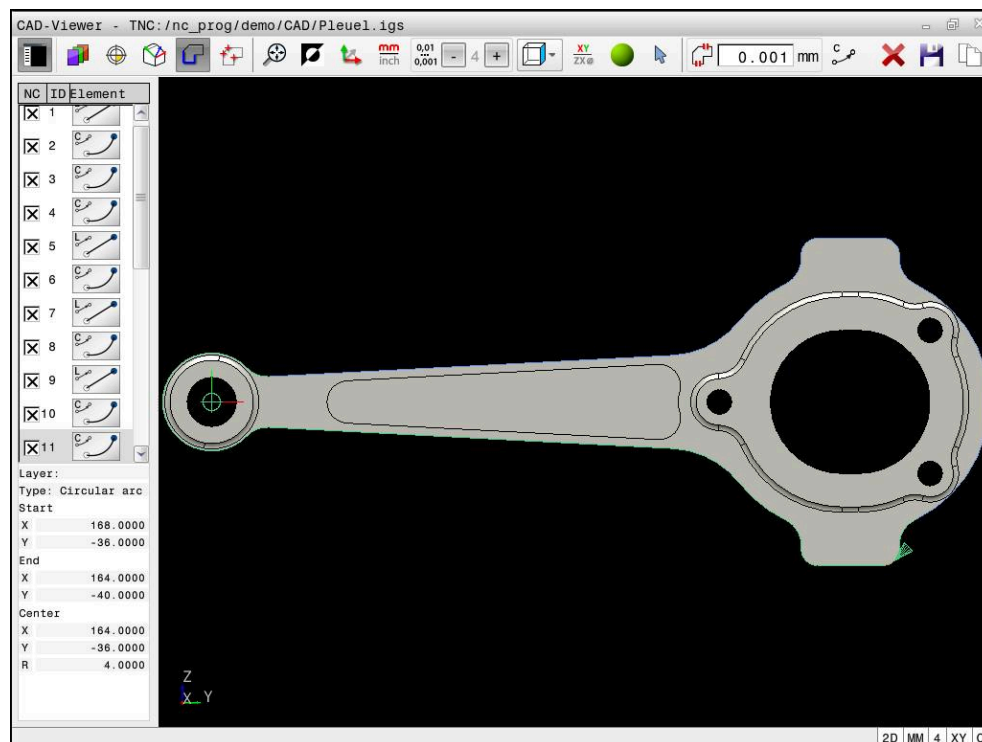 CAD-Viewer - TNC:/nc_prog/demo/CAD/Pleuel.igs
mm inch 0,01 0,001 - 4 + XY ZX 0.001 mm C
NC ID Element
1 L
2 C
3 C
4 C
5 L
6 C
7 L
8 C
9 L
10 C
11 C
Layer:
Type: Circular arc
Start
X 168.0000
Y -36.0000
End
X 164.0000
Y -40.0000
Center
X 164.0000
Y -36.0000
R 4.0000
Z
X Y
2D MM 4 XY